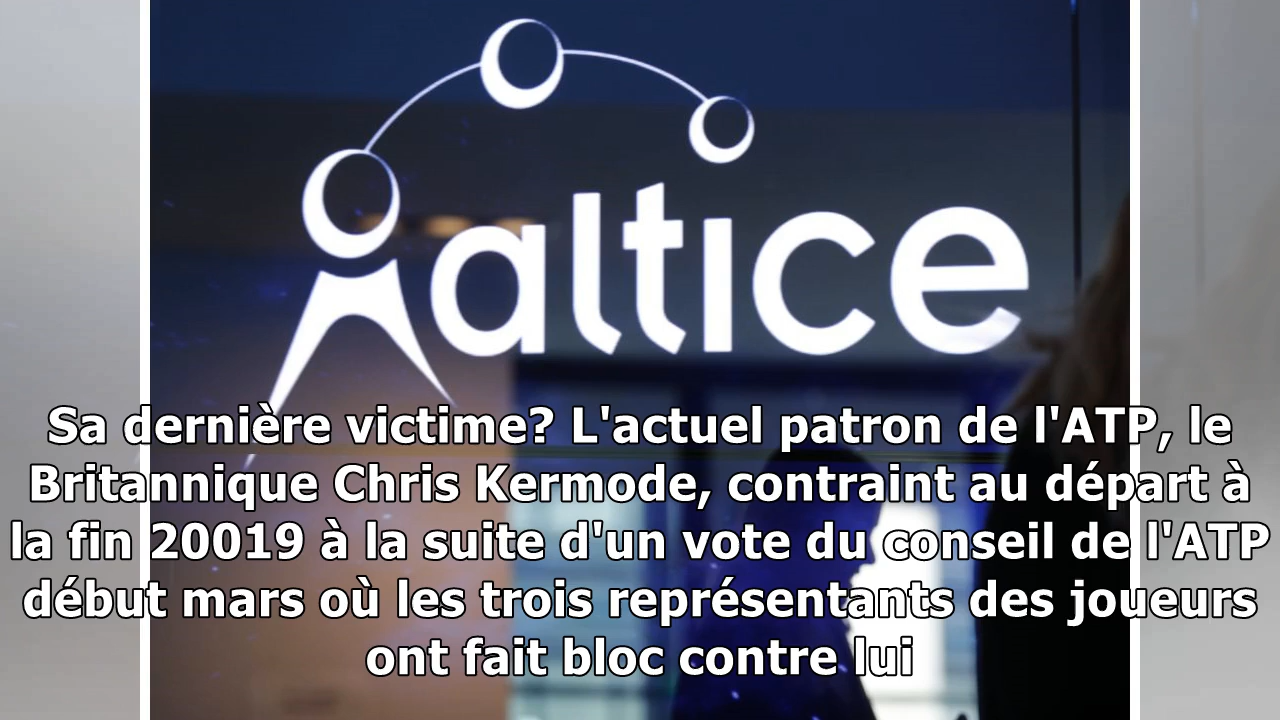 altice
Sa dernière victime? L'actuel patron de l'ATP, le
Britannique Chris Kermode, contraint au départ à
la fin 20019 à la suite d'un vote du conseil de l'ATP
début mars où les trois représentants des joueurs
ont fait bloc contre lui